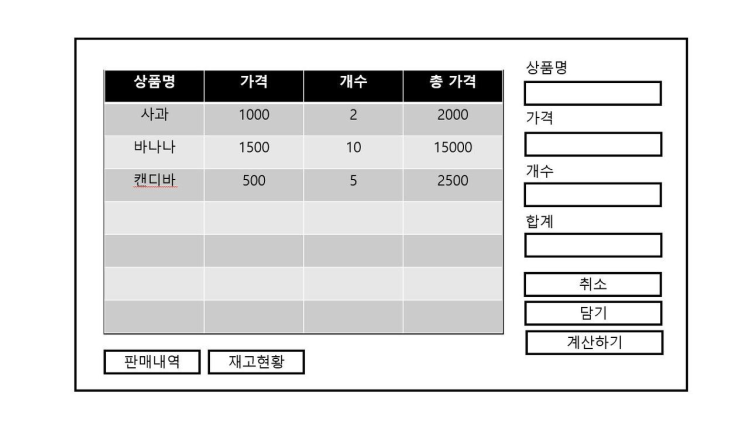 상품명 가격 개수 총 가격
사과 1000 2 2000
바나나 1500 10 15000
캔디바 500 5 2500
판매내역 재고현황
상품명
가격
개수
합계
취소
담기
계산하기